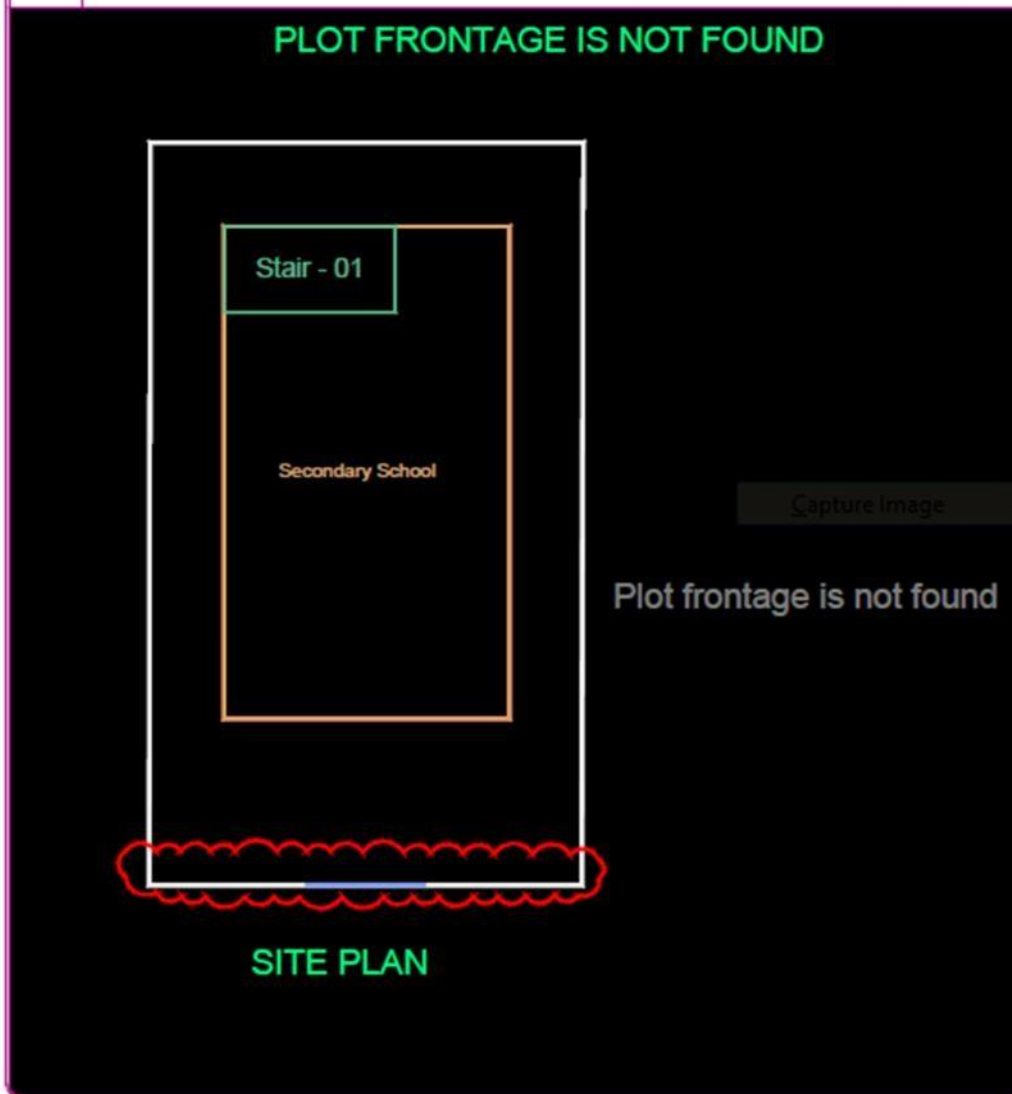 PLOT FRONTAGE IS NOT FOUND
Stair - 01
Secondary School
Capture Image
Plot frontage is not found
SITE PLAN